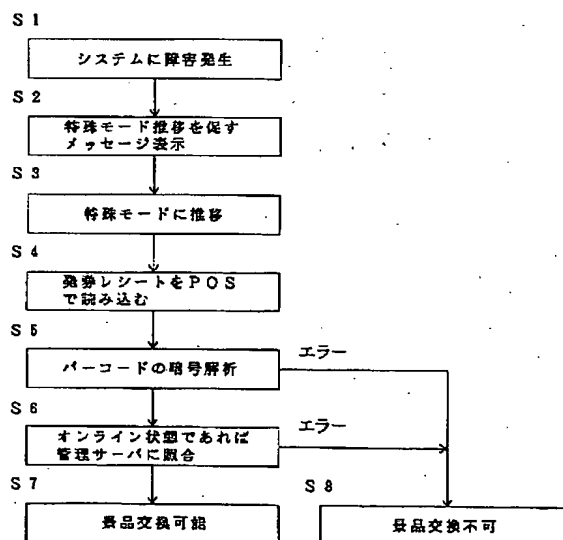 S 1
システムに障害発生
S 2
特殊モード推移を促す
メッセージ表示
S 3
特殊モードに推移
S 4
発券レシートをPOS
で読み込む
S 5
バーコードの暗号解析
エラー
S 6
オンライン状態であれば
管理サーバに照合
エラー
S 7
景品交換可能
S 8
景品交換不可